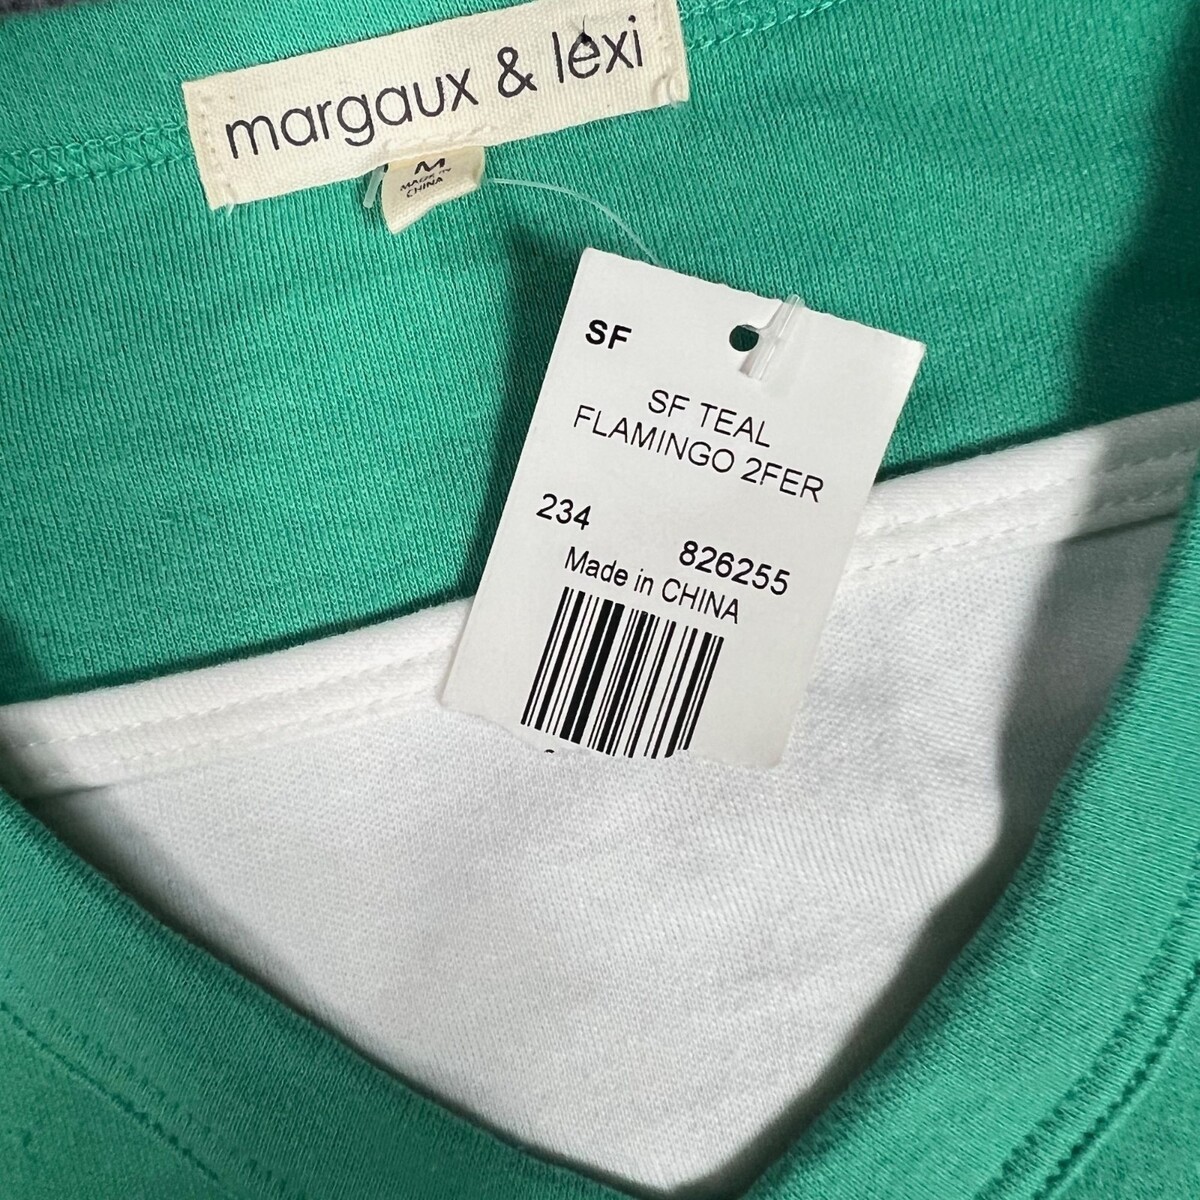 margaux & lexi
M
MADE IN
CHINA
SF
SF TEAL
FLAMINGO 2FER
234
826255
Made in CHINA